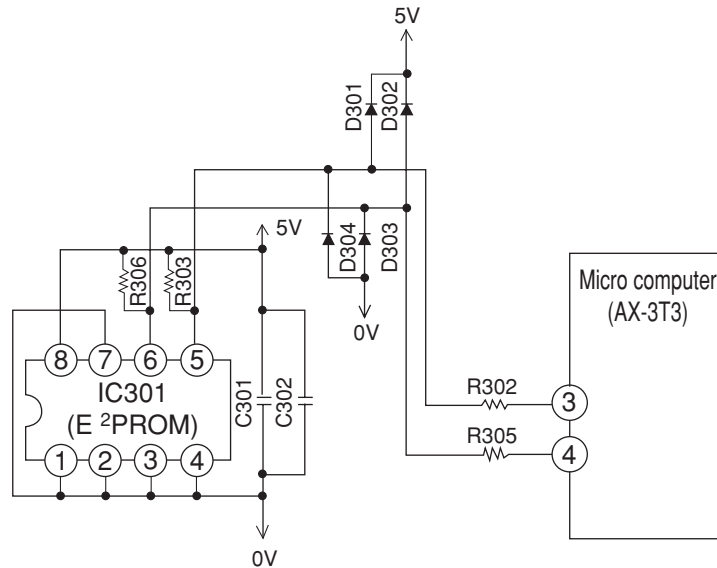 5V
D301
D302
D304
D303
5V
0V
R306
R303
8
7
6
5
IC301
(E ²PROM)
C301
C302
1
2
3
4
0V
Micro computer
(AX-3T3)
R302
3
R305
4